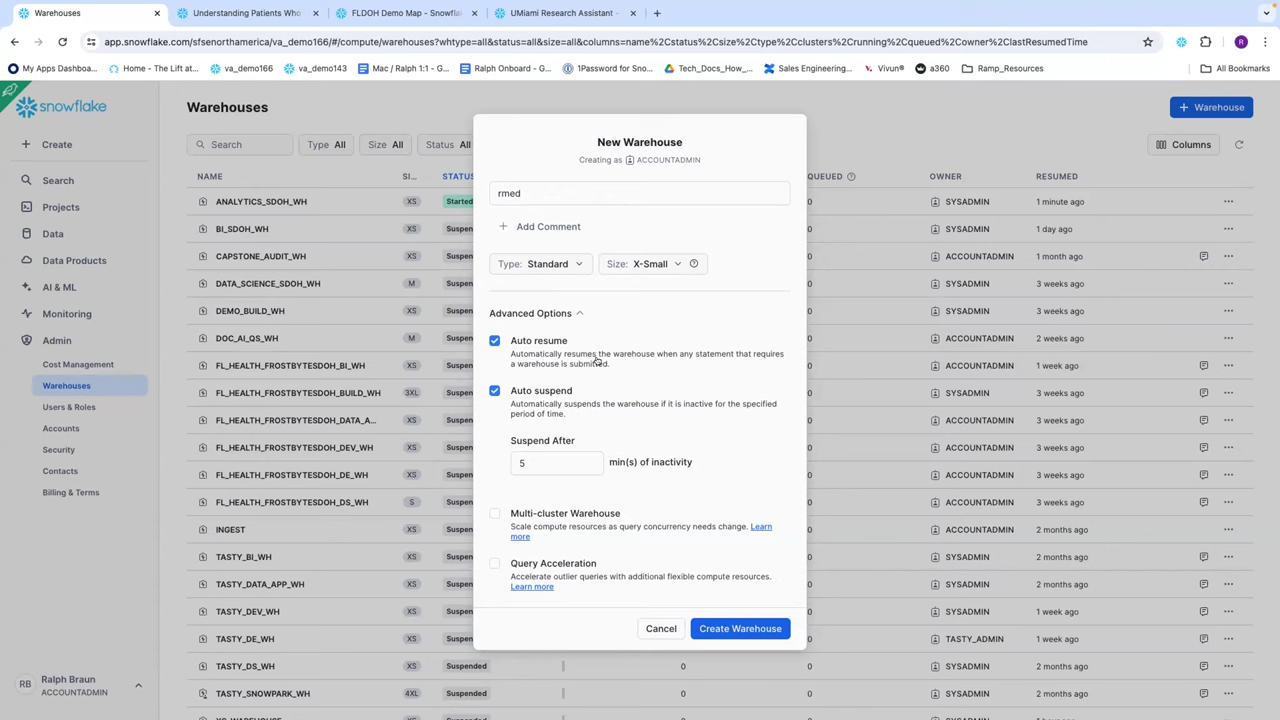 Warehouses
Understanding Patients Who
FLDOH Demo Map - Snowfla
UMiami Research Assistant -
app.snowflake.com/sfsenorthamerica/va_demo166/#/compute/warehouses?whtype=all&status=all&size=all&columns=name%2Cstatus%2Csize%2Ctype%2Cclusters%2Crunning%2Cqueued%2Cowner%2ClastResumedTime
R
My Apps Dashboa...
Home - The Lift at...
va_demo166
va_demo143
Mac / Ralph 1:1 - G...
Ralph Onboard - G...
1Password for Sno...
Tech_Docs_How_...
Sales Engineering...
Vivun®
a360
Ramp_Resources
All Bookmarks
snowflake
Create
Search
Projects
Data
Data Products
AI & ML
Monitoring
Admin
Cost Management
Warehouses
Users & Roles
Accounts
Security
Contacts
Billing & Terms
RB
Ralph Braun
ACCOUNTADMIN
Warehouses
+ Warehouse
Search
Type All
Size All
Status All
Columns
NAME SI... STATUS QUEUED OWNER RESUMED
ANALYTICS_SDOH_WH XS Started 0 SYSADMIN 1 minute ago
BI_SDOH_WH XS Suspen 0 SYSADMIN 1 day ago
CAPSTONE_AUDIT_WH XS Suspen 0 ACCOUNTADMIN 1 month ago
DATA_SCIENCE_SDOH_WH M Suspen 0 SYSADMIN 3 weeks ago
DEMO_BUILD_WH XS Suspen 0 SYSADMIN 3 weeks ago
DOC_AI_QS_WH M Suspen 0 ACCOUNTADMIN 2 weeks ago
FL_HEALTH_FROSTBYTESDOH_BI_WH XS Suspen 0 ACCOUNTADMIN 1 week ago
FL_HEALTH_FROSTBYTESDOH_BUILD_WH 3XL Suspen 0 SYSADMIN 3 weeks ago
FL_HEALTH_FROSTBYTESDOH_DATA_A... XS Suspen 0 ACCOUNTADMIN 3 weeks ago
FL_HEALTH_FROSTBYTESDOH_DEV_WH XS Suspen 0 ACCOUNTADMIN 3 weeks ago
FL_HEALTH_FROSTBYTESDOH_DE_WH XS Suspen 0 ACCOUNTADMIN 3 weeks ago
FL_HEALTH_FROSTBYTESDOH_DS_WH S Suspen 0 ACCOUNTADMIN 3 weeks ago
INGEST XS Suspen 0 ACCOUNTADMIN 2 months ago
TASTY_BI_WH XS Suspen 0 SYSADMIN 2 months ago
TASTY_DATA_APP_WH XS Suspen 0 SYSADMIN 2 months ago
TASTY_DEV_WH XS Suspen 0 SYSADMIN 1 week ago
TASTY_DE_WH XS Suspen 0 TASTY_ADMIN 1 week ago
TASTY_DS_WH XS Suspended 0 0 SYSADMIN 2 months ago
TASTY_SNOWPARK_WH 4XL Suspended 0 0 SYSADMIN 2 months ago
New Warehouse
Creating as ACCOUNTADMIN
rmed
+ Add Comment
Type: Standard
Size: X-Small
Advanced Options
Auto resume
Automatically resumes the warehouse when any statement that requires
a warehouse is submitted.
Auto suspend
Automatically suspends the warehouse if it is inactive for the specified
period of time.
Suspend After
5 min(s) of inactivity
Multi-cluster Warehouse
Scale compute resources as query concurrency needs change. Learn
more
Query Acceleration
Accelerate outlier queries with additional flexible compute resources.
Learn more
Cancel
Create Warehouse